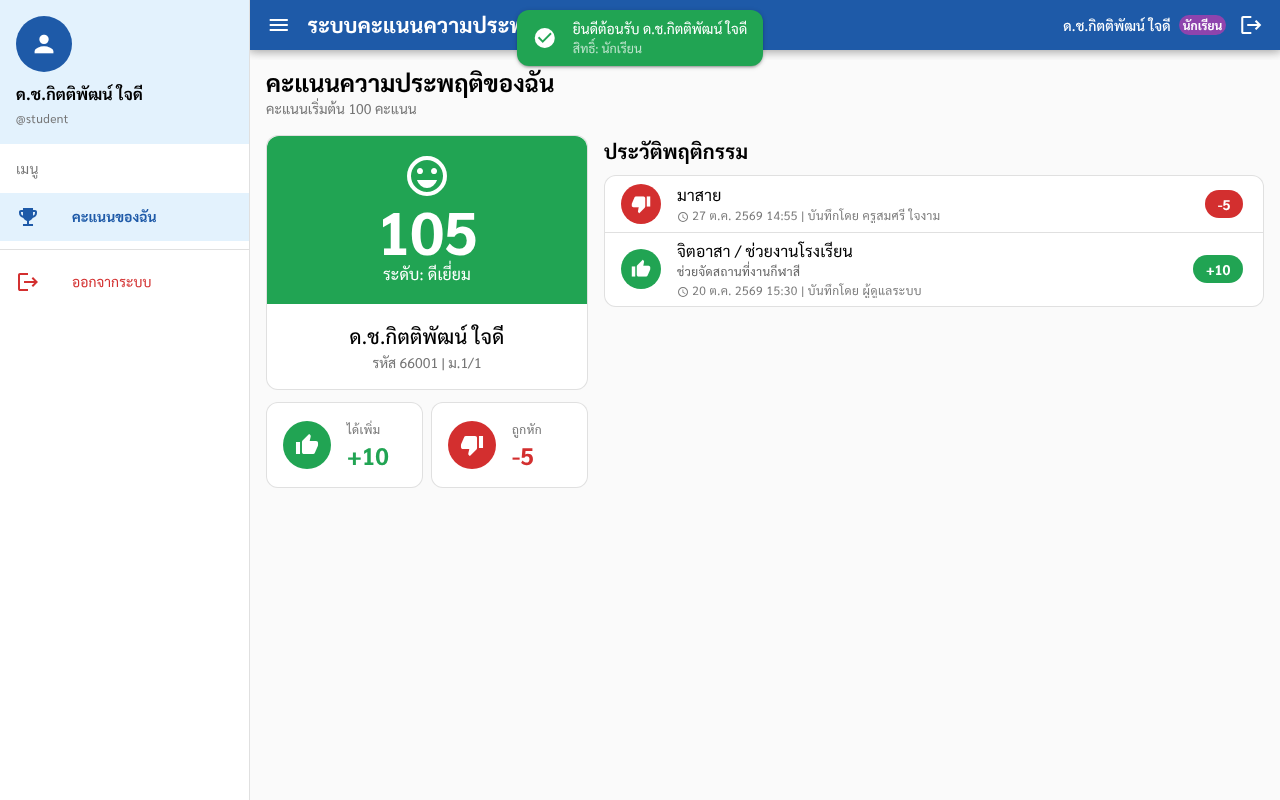 ด.ช.กิตติพัฒน์ ใจดี
@student
เมนู
คะแนนของฉัน
ออกจากระบบ
ระบบคะแนนความประพ
ยินดีต้อนรับ ด.ช.กิตติพัฒน์ ใจดี
สิทธิ์: นักเรียน
ด.ช.กิตติพัฒน์ ใจดี
นักเรียน
คะแนนความประพฤติของฉัน
คะแนนเริ่มต้น 100 คะแนน
105
ระดับ: ดีเยี่ยม
ด.ช.กิตติพัฒน์ ใจดี
รหัส 66001 | ม.1/1
ได้เพิ่ม
+10
ถูกหัก
-5
ประวัติพฤติกรรม
มาสาย
27 ต.ค. 2569 14:55 | บันทึกโดย ครูสมศรี ใจงาม
-5
จิตอาสา / ช่วยงานโรงเรียน
ช่วยจัดสถานที่งานกีฬาสี
20 ต.ค. 2569 15:30 | บันทึกโดย ผู้ดูแลระบบ
+10